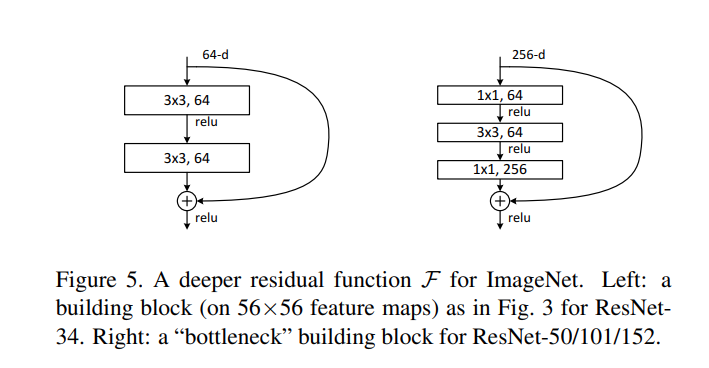 64-d
3x3, 64
relu
3x3, 64
+
relu
256-d
1x1, 64
relu
3x3, 64
relu
1x1, 256
+
relu
Figure 5. A deeper residual function F for ImageNet. Left: a
building block (on 56×56 feature maps) as in Fig. 3 for ResNet-
34. Right: a “bottleneck” building block for ResNet-50/101/152.